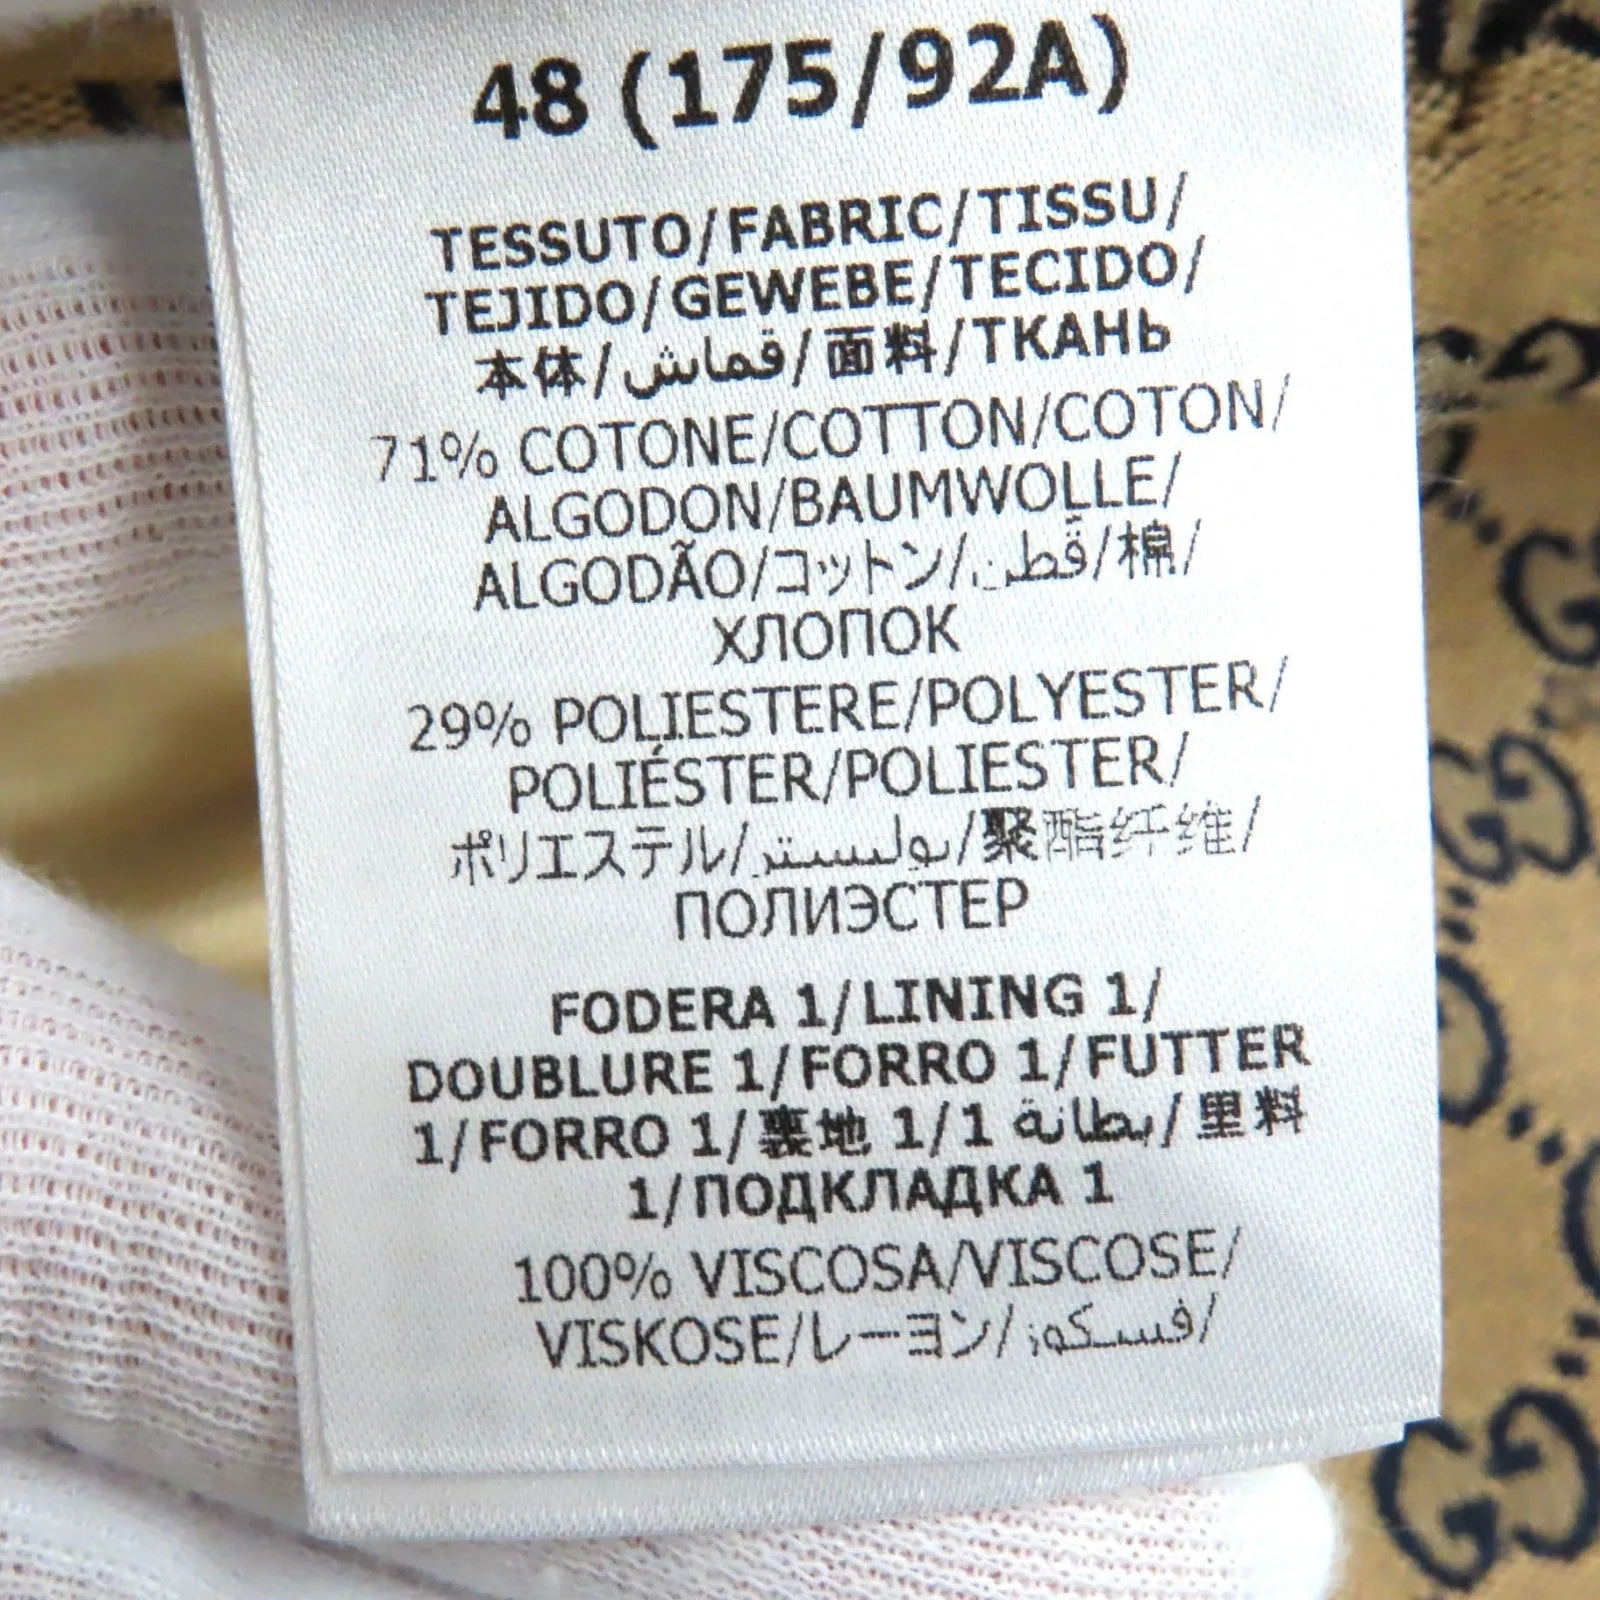 48 (175/92A)
TESSUTO/FABRIC/TISSU/
TEJIDO/GEWEBE/TECIDO/
本体/قماش/面料/ТКАНЬ
71% COTONE/COTTON/COTON/
ALGODON/BAUMWOLLE/
ALGODÃO/コットン/قطن/棉/
ХЛОПОК
29% POLIESTERE/POLYESTER/
POLIÉSTER/POLIESTER/
ポリエステル/بوليستر/聚酯纤维/
ПОЛИЭСТЕР
FODERA 1/LINING 1/
DOUBLURE 1/FORRO 1/FUTTER
1/FORRO 1/裏地 1/1 بطانة/里料
1/ПОДКЛАДКА 1
100% VISCOSA/VISCOSE/
VISKOSE/レーヨン/فسكوز/